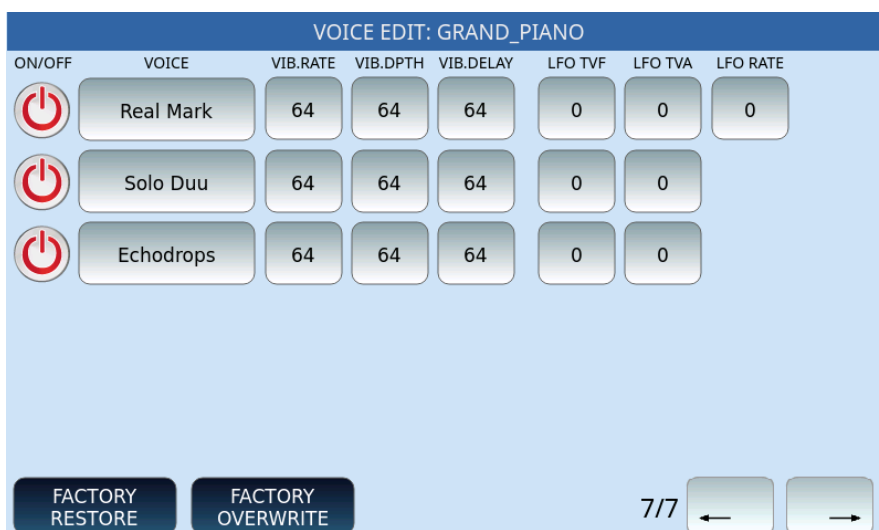 VOICE EDIT: GRAND_PIANO
ON/OFF VOICE VIB.RATE VIB.DPTH VIB.DELAY LFO TVF LFO TVA LFO RATE
Real Mark 64 64 64 0 0 0
Solo Duu 64 64 64 0 0
Echodrops 64 64 64 0 0
FACTORY RESTORE
FACTORY OVERWRITE
7/7